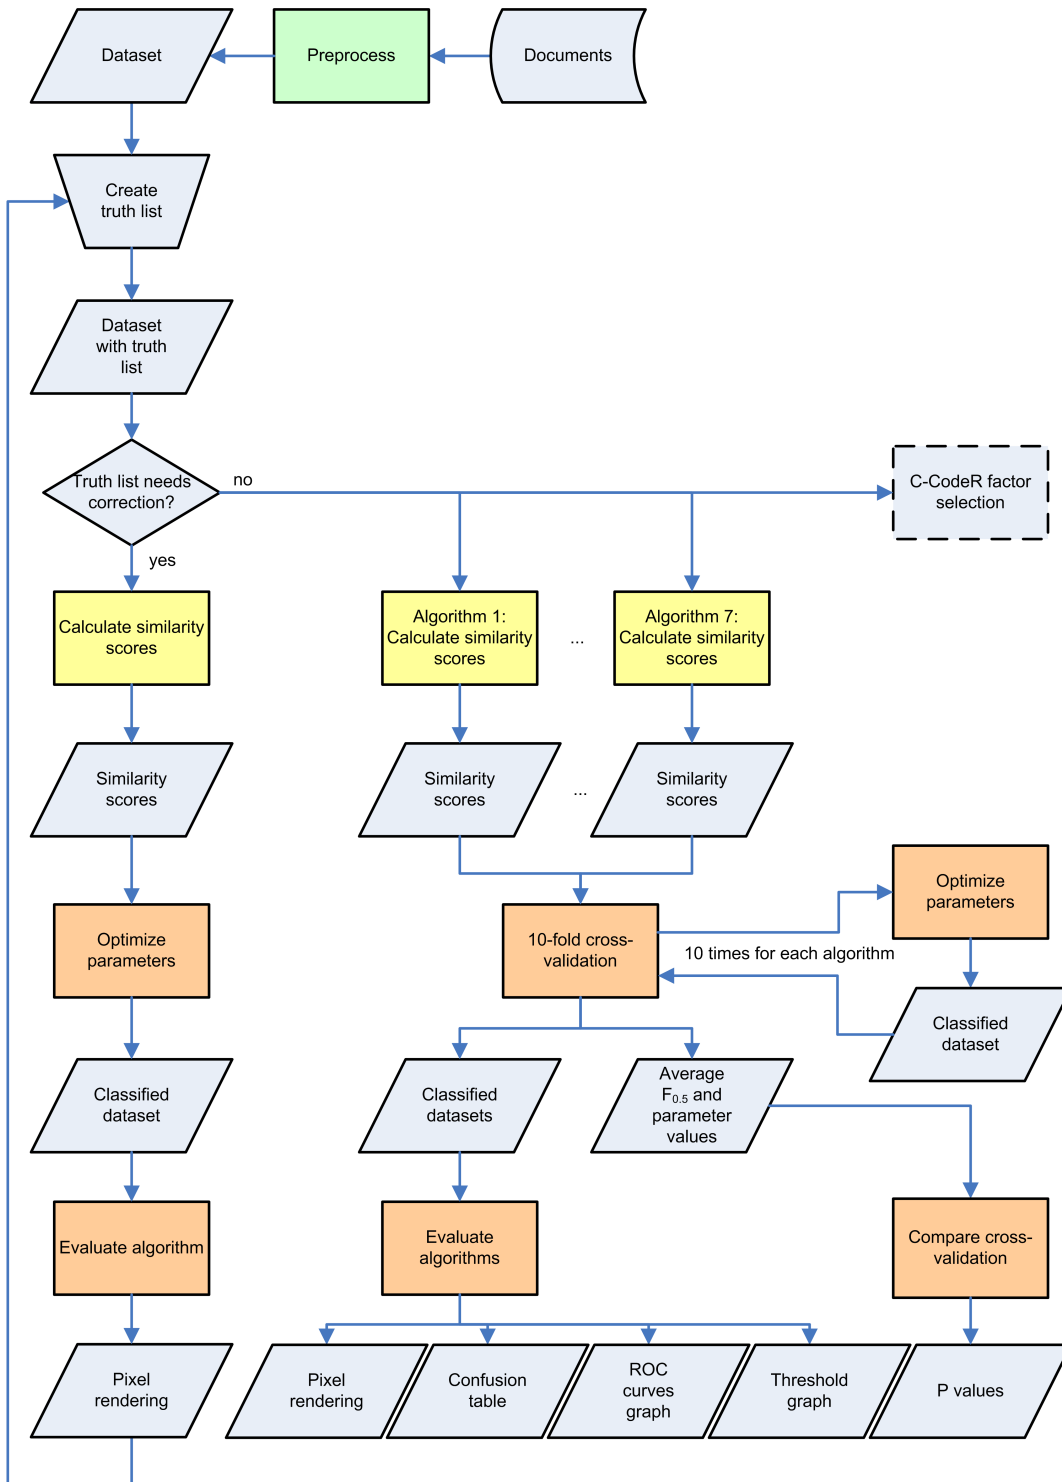 Dataset
Preprocess
Documents
Create
truth list
Dataset
with truth
list
Truth list needs
correction?
no
yes
C-CodeR factor
selection
Calculate similarity
scores
Algorithm 1:
Calculate similarity
scores
...
Algorithm 7:
Calculate similarity
scores
Similarity
scores
Similarity
scores
...
Similarity
scores
Optimize
parameters
10-fold cross-
validation
Optimize
parameters
10 times for each algorithm
Classified
dataset
Classified
dataset
Classified
datasets
Average
F0.5 and
parameter
values
Evaluate algorithm
Evaluate
algorithms
Compare cross-
validation
Pixel
rendering
Pixel
rendering
Confusion
table
ROC
curves
graph
Threshold
graph
P values